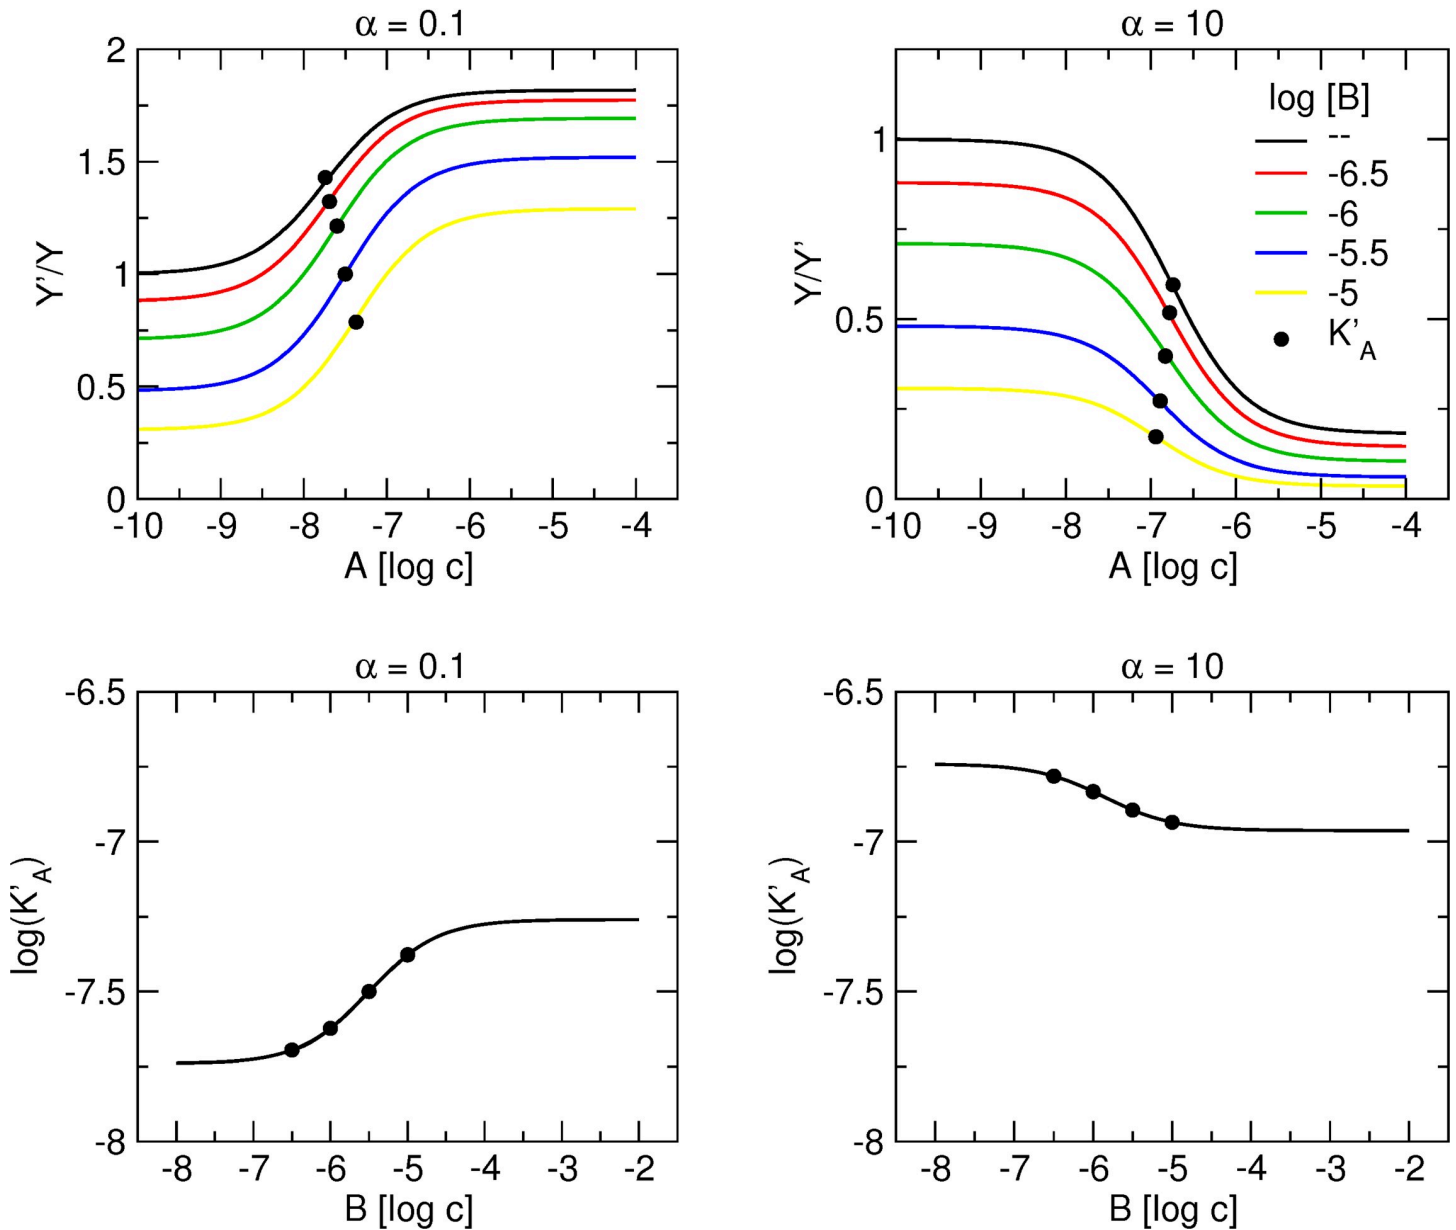 α = 0.1
2
1.5
1
0.5
0
Y'/Y
-10 -9 -8 -7 -6 -5 -4
A [log c]
α = 10
1
0.5
0
Y/Y'
log [B]
--
-6.5
-6
-5.5
-5
K'A
-10 -9 -8 -7 -6 -5 -4
A [log c]
α = 0.1
-6.5
-7
-7.5
-8
log(K'A)
-8 -7 -6 -5 -4 -3 -2
B [log c]
α = 10
-6.5
-7
-7.5
-8
log(K'A)
-8 -7 -6 -5 -4 -3 -2
B [log c]